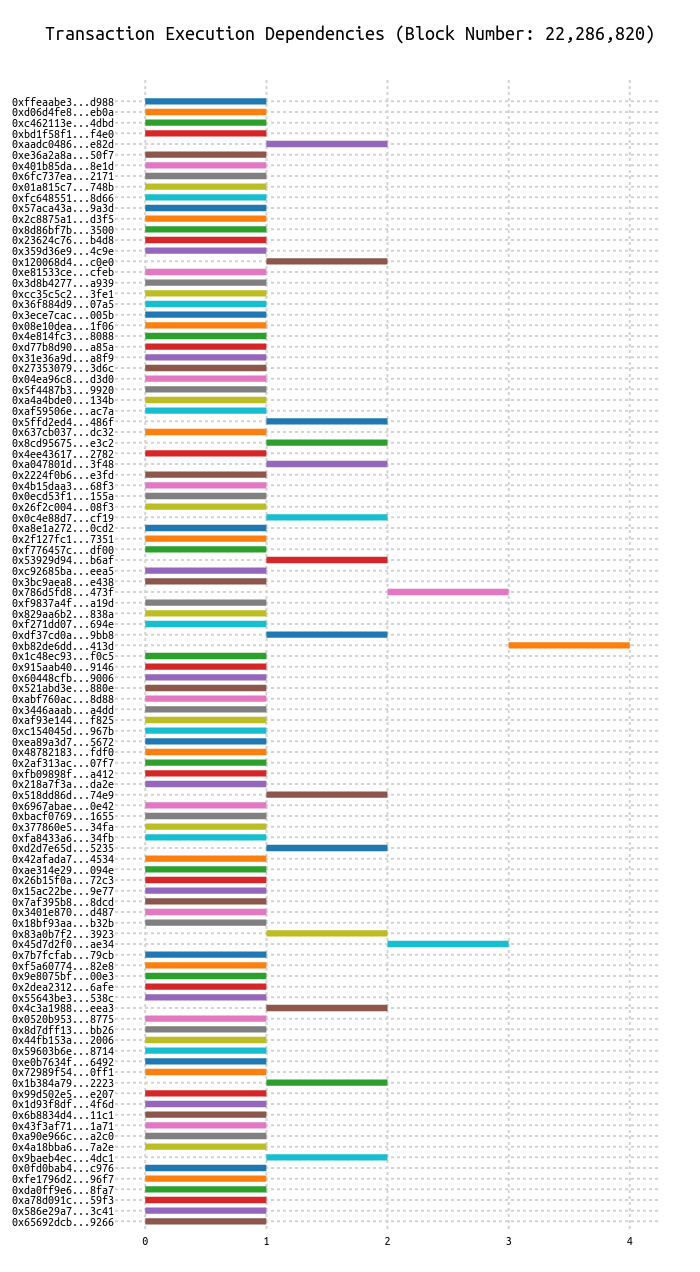 Transaction Execution Dependencies (Block Number: 22,286,820)
0xffeaabe3...d988
0xd06d4fe8...eb0a
0xc462113e...4dbd
0xbd1f58f1...f4e0
0xaadc0486...e82d
0xe36a2a8a...50f7
0x401b85da...8e1d
0x6fc737ea...2171
0x01a815c7...748b
0xfc648551...8d66
0x57aca43a...9a3d
0x2c8875a1...d3f5
0x8d86bf7b...3500
0x23624c76...b4d8
0x359d36e9...4c9e
0x120068d4...c0e0
0xe81533ce...cfeb
0x3d8b4277...a939
0xcc35c5c2...3fe1
0x36f884d9...07a5
0x3ece7cac...005b
0x08e10dea...1f06
0x4e814fc3...8088
0xd77b8d90...a85a
0x31e36a9d...a8f9
0x27353079...3d6c
0x04ea96c8...d3d0
0x5f4487b3...9920
0xa4a4bde0...134b
0xaf59506e...ac7a
0x5ffd2ed4...486f
0x637cb037...dc32
0x8cd95675...e3c2
0x4ee43617...2782
0xa047801d...3f48
0x2224f0b6...e3fd
0x4b15daa3...68f3
0x0ecd53f1...155a
0x26f2c004...08f3
0x0c4e88d7...cf19
0xa8e1a272...0cd2
0x2f127fc1...7351
0xf776457c...df00
0x53929d94...b6af
0xc92685ba...eea5
0x3bc9aea8...e438
0x786d5fd8...473f
0xf9837a4f...a19d
0x829aa6b2...838a
0xf271dd07...694e
0xdf37cd0a...9bb8
0xb82de6dd...413d
0x1c48ec93...f0c5
0x915aab40...9146
0x60448cfb...9006
0x521abd3e...880e
0xabf760ac...8d88
0x3446aaab...a4dd
0xaf93e144...f825
0xc154045d...967b
0xea89a3d7...5672
0x48782183...fdf0
0x2af313ac...07f7
0xfb09898f...a412
0x218a7f3a...da2e
0x518dd86d...74e9
0x6967abae...0e42
0xbacf0769...1655
0x377860e5...34fa
0xfa8433a6...34fb
0xd2d7e65d...5235
0x42afada7...4534
0xae314e29...094e
0x26b15f0a...72c3
0x15ac22be...9e77
0x7af395b8...8dcd
0x3401e870...d487
0x18bf93aa...b32b
0x83a0b7f2...3923
0x45d7d2f0...ae34
0x7b7fcfab...79cb
0xf5a60774...82e8
0x9e8075bf...00e3
0x2dea2312...6afe
0x55643be3...538c
0x4c3a1988...eea3
0x0520b953...8775
0x8d7dff13...bb26
0x44fb153a...2006
0x59603b6e...8714
0xe0b7634f...6492
0x72989f54...0ff1
0x1b384a79...2223
0x99d502e5...e207
0x1d93f8df...4f6d
0x6b8834d4...11c1
0x43f3af71...1a71
0xa90e966c...a2c0
0x4a18bba6...7a2e
0x9baeb4ec...4dc1
0x0fd0bab4...c976
0xfe1796d2...96f7
0xda0ff9e6...8fa7
0xa78d091c...59f3
0x586e29a7...3c41
0x65692dcb...9266
0 1 2 3 4